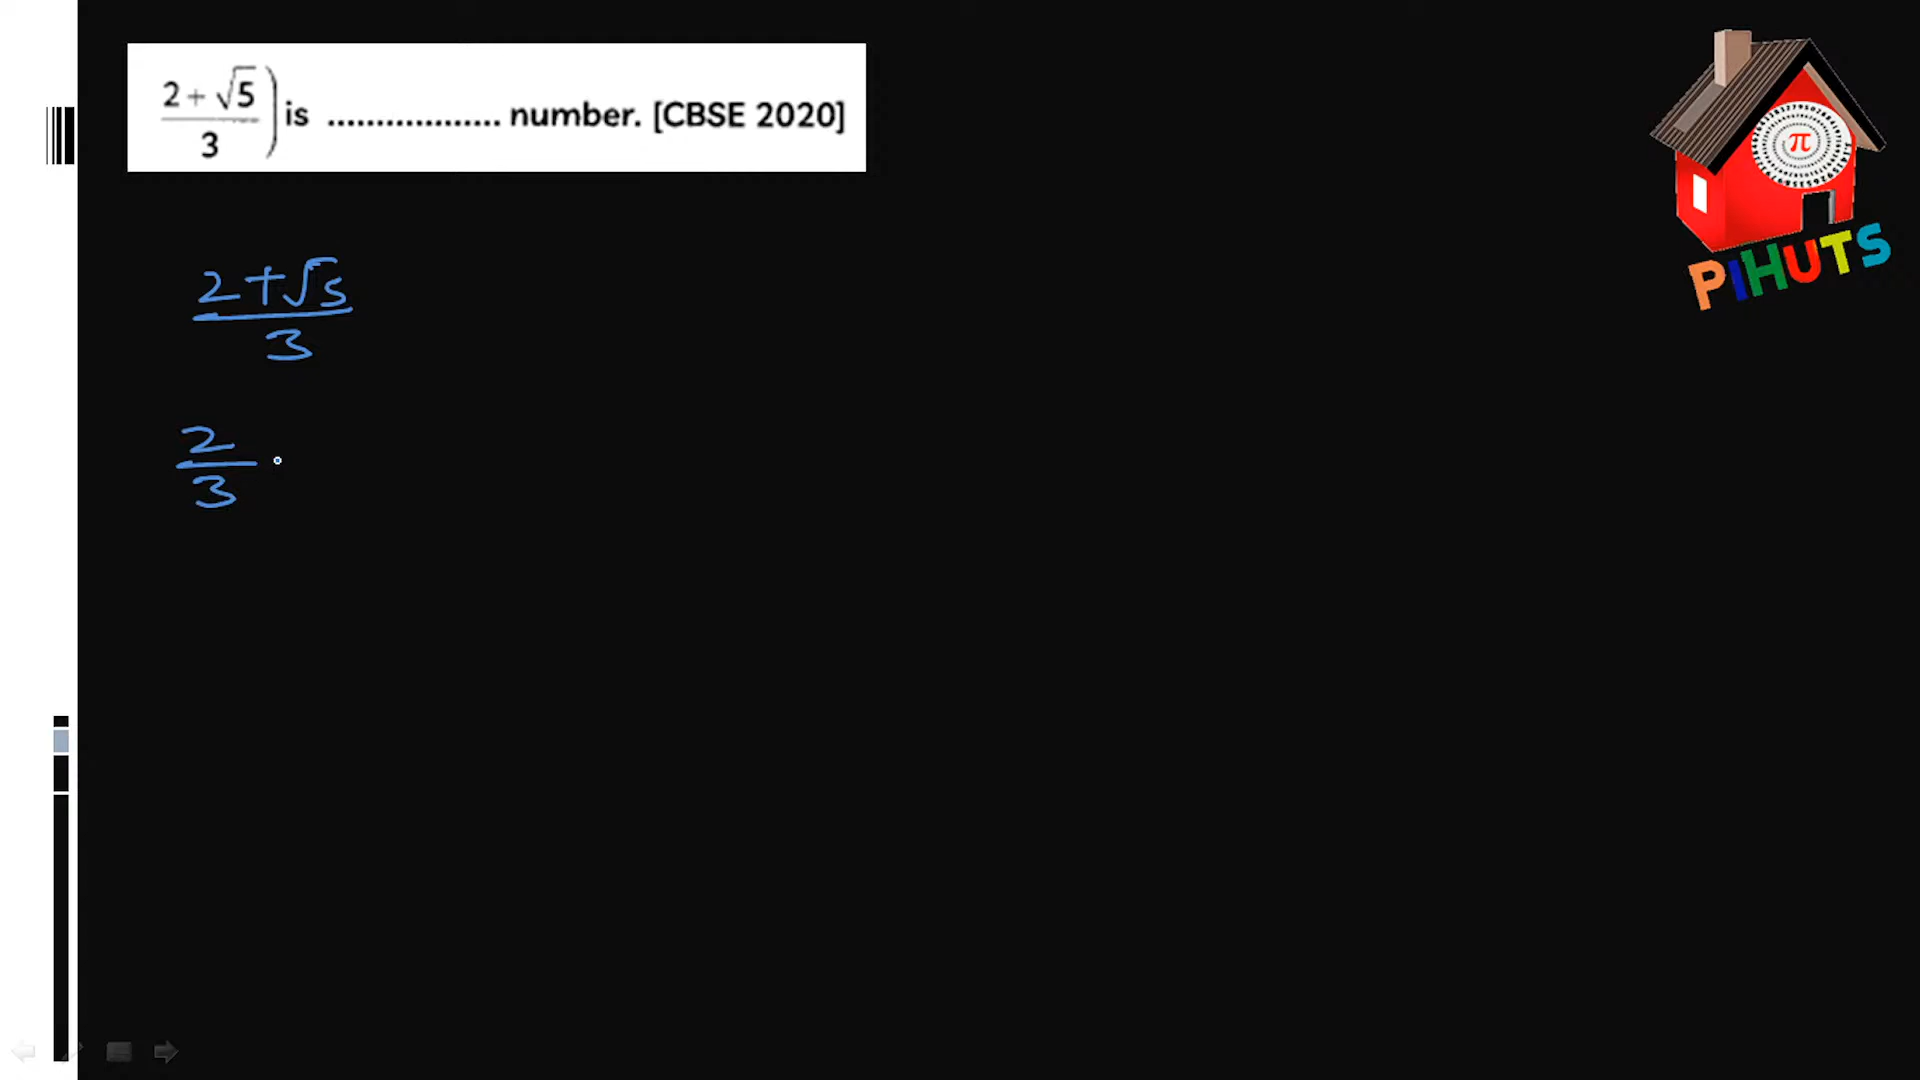 2 + √5
3
) is .................. number. [CBSE 2020]
2+√5
3
2
3
π
PIHUTS